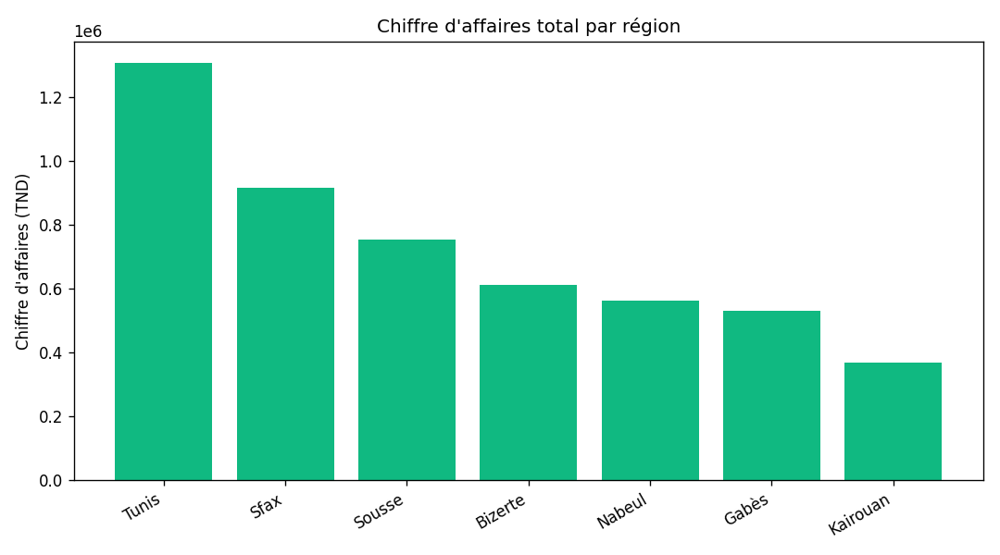 Chiffre d'affaires total par région
1e6
Chiffre d'affaires (TND)
1.2
1.0
0.8
0.6
0.4
0.2
0.0
Tunis
Sfax
Sousse
Bizerte
Nabeul
Gabès
Kairouan